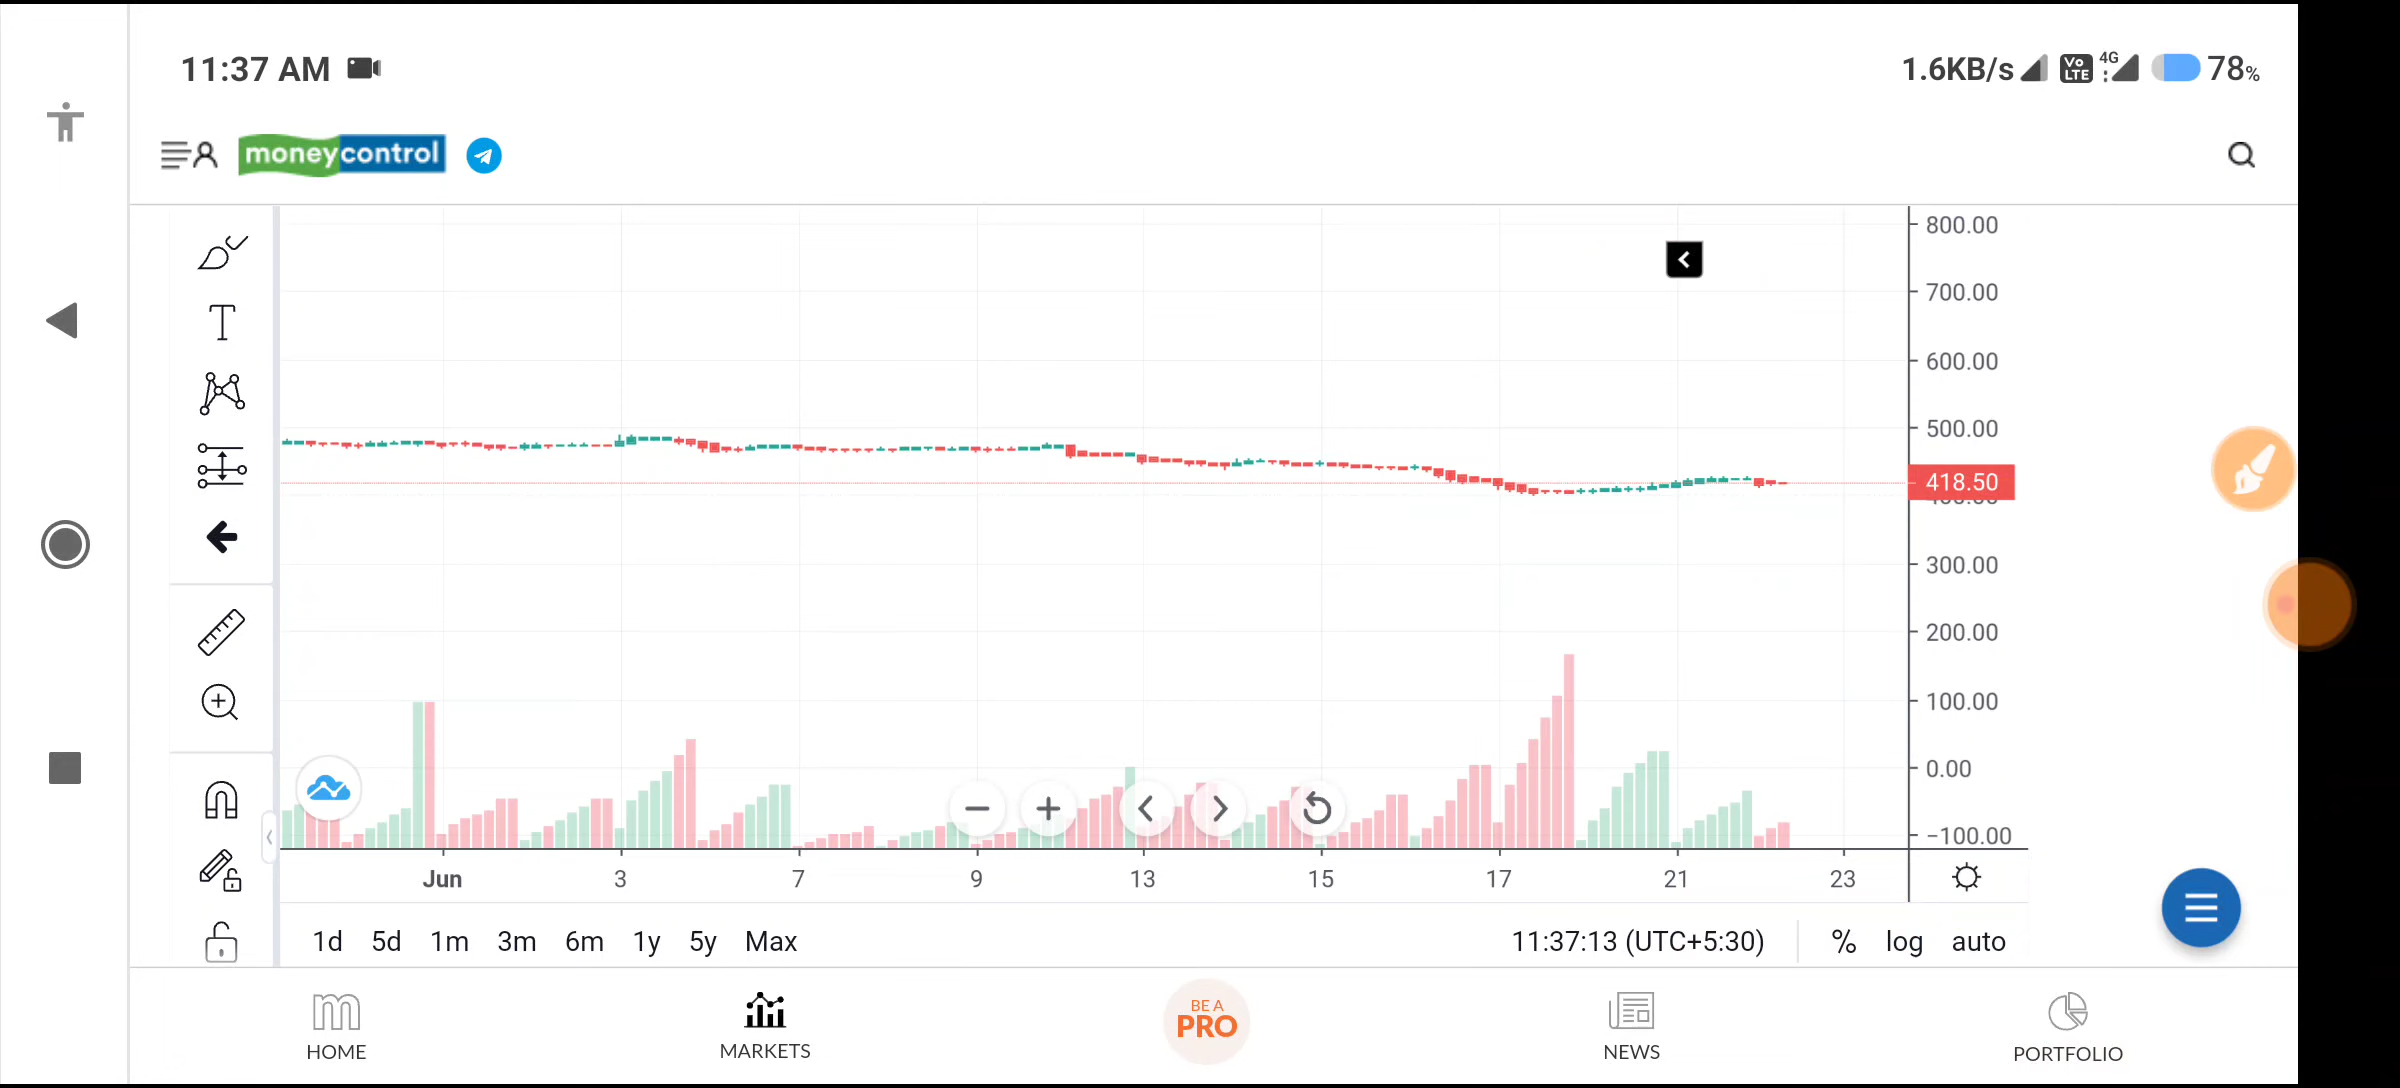 11:37 AM
1.6KB/s Vo LTE 4G 78%
moneycontrol
800.00
700.00
600.00
500.00
418.50
300.00
200.00
100.00
0.00
−100.00
Jun 3 7 9 13 15 17 21 23
1d 5d 1m 3m 6m 1y 5y Max 11:37:13 (UTC+5:30) % log auto
BE A
PRO
HOME MARKETS NEWS PORTFOLIO